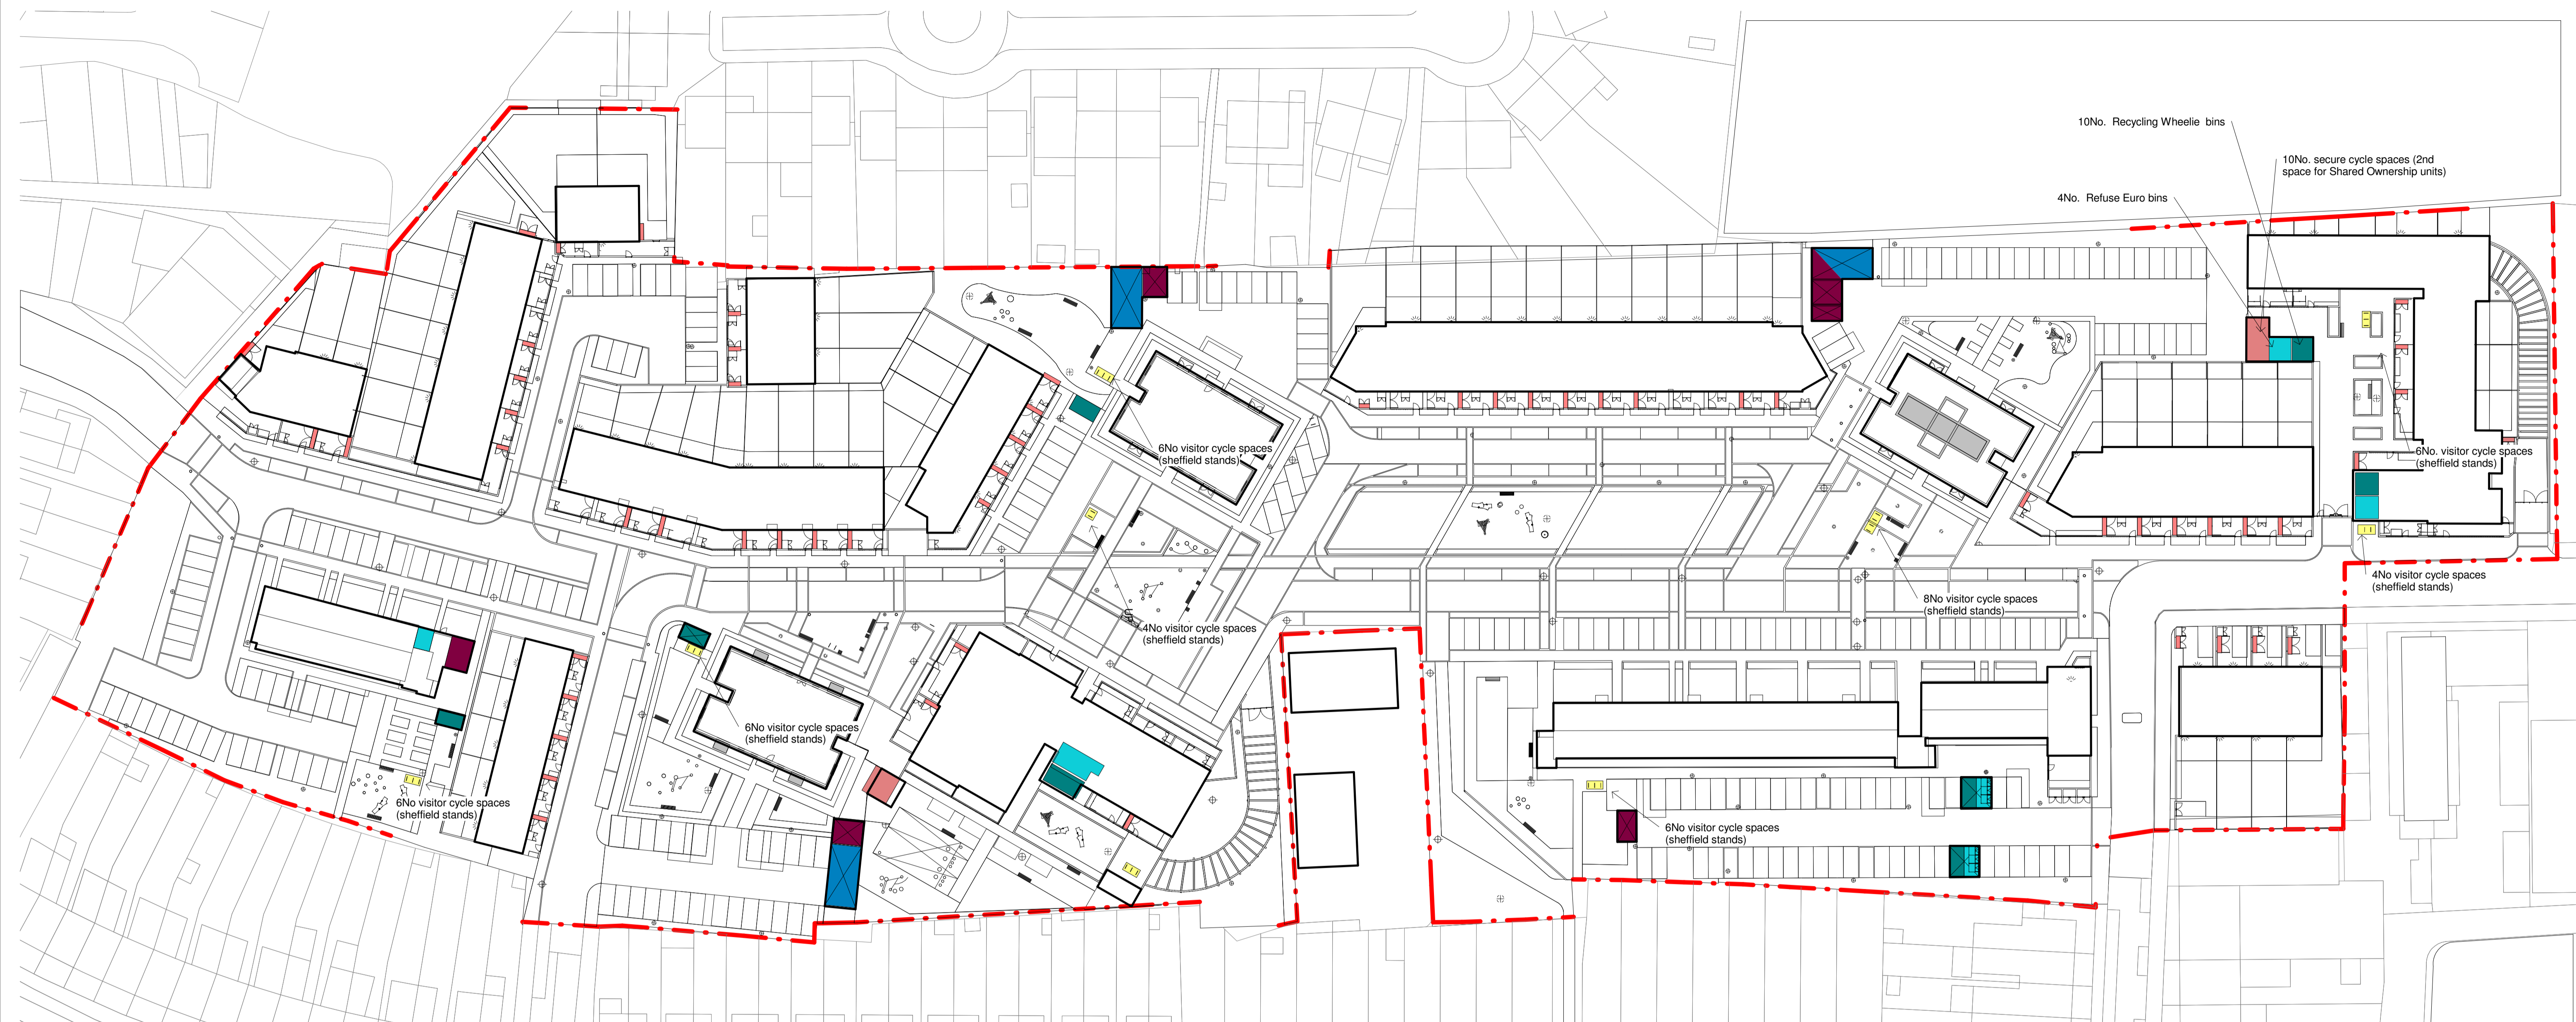 10No.  Recycling Wheelie  bins
10No. secure cycle spaces (2nd
space for Shared Ownership units)
4No.  Refuse Euro bins
6No visitor cycle spaces
(sheffield stands)
6No. visitor cycle spaces
(sheffield stands)
4No visitor cycle spaces
(sheffield stands)
8No visitor cycle spaces
(sheffield stands)
4No visitor cycle spaces
(sheffield stands)
6No visitor cycle spaces
(sheffield stands)
6No visitor cycle spaces
(sheffield stands)
6No visitor cycle spaces
(sheffield stands)